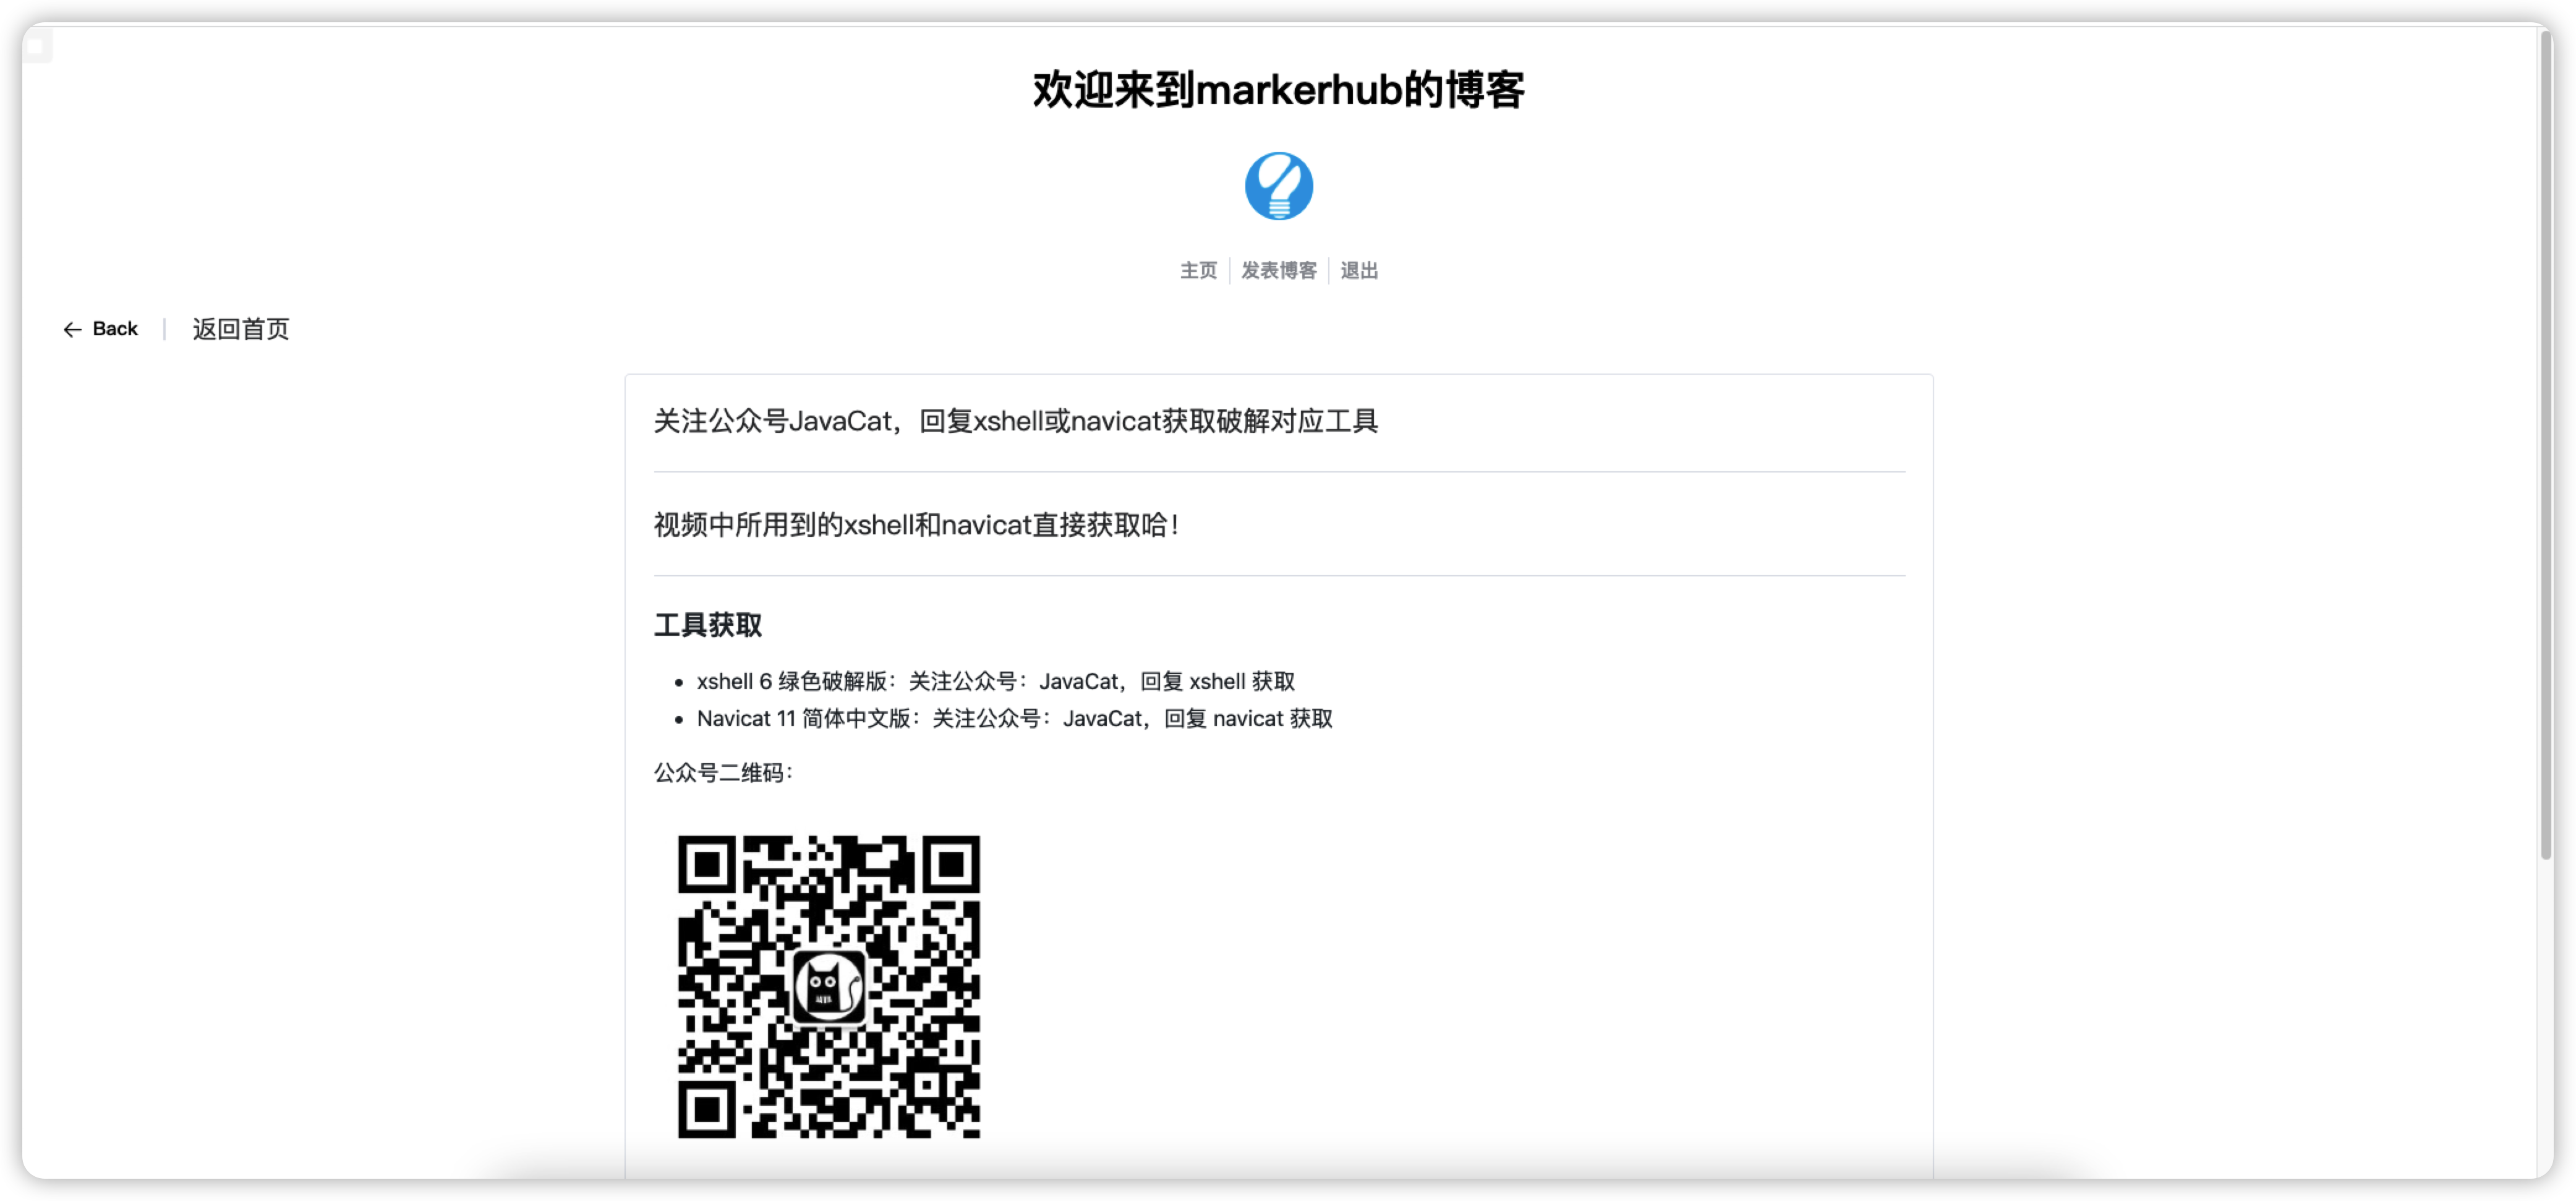 欢迎来到markerhub的博客
主页 发表博客 退出
← Back 返回首页
关注公众号JavaCat，回复xshell或navicat获取破解对应工具
视频中所用到的xshell和navicat直接获取哈！
工具获取
• xshell 6 绿色破解版：关注公众号：JavaCat，回复 xshell 获取
• Navicat 11 简体中文版：关注公众号：JavaCat，回复 navicat 获取
公众号二维码：